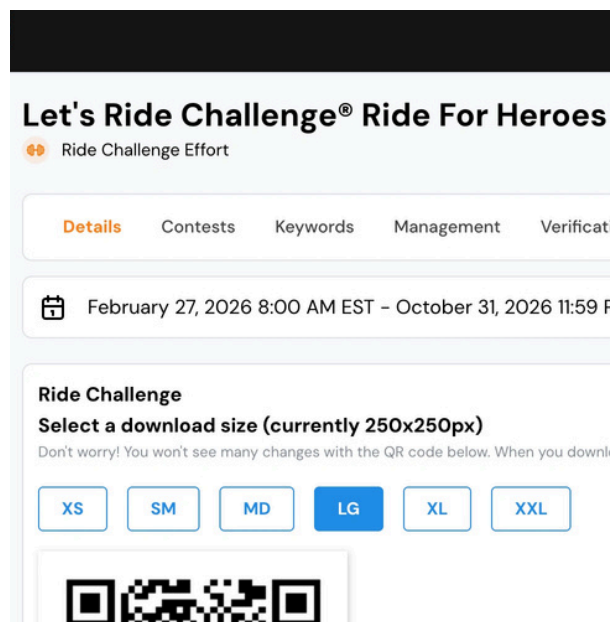 Let's Ride Challenge® Ride For Heroes
Ride Challenge Effort
Details Contests Keywords Management
February 27, 2026 8:00 AM EST - October 31, 2026 11:59
Ride Challenge
Select a download size (currently 250x250px)
Don't worry! You won't see many changes with the QR code below. When you
XS SM MD LG XL XXL